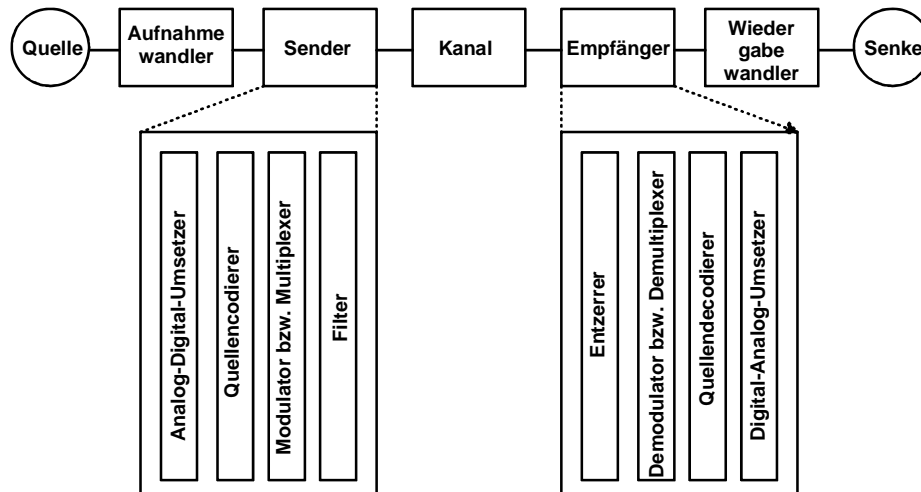 Quelle
Aufnahme
wandler
Sender
Kanal
Empfänger
Wieder
gabe
wandler
Senke
Analog-Digital-Umsetzer
Quellencodierer
Modulator bzw. Multiplexer
Filter
Entzerrer
Demodulator bzw. Demultiplexer
Quellendecodierer
Digital-Analog-Umsetzer